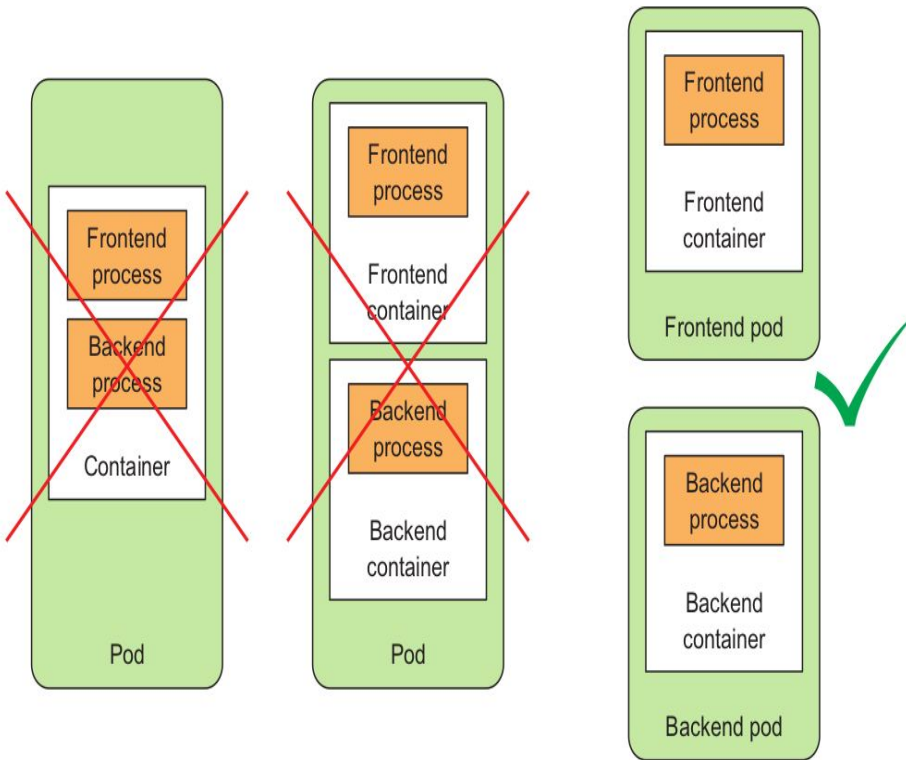 Frontend
process
Backend
process
Container
Pod
Frontend
process
Frontend
container
Backend
process
Backend
container
Pod
Frontend
process
Frontend
container
Frontend pod
Backend
process
Backend
container
Backend pod